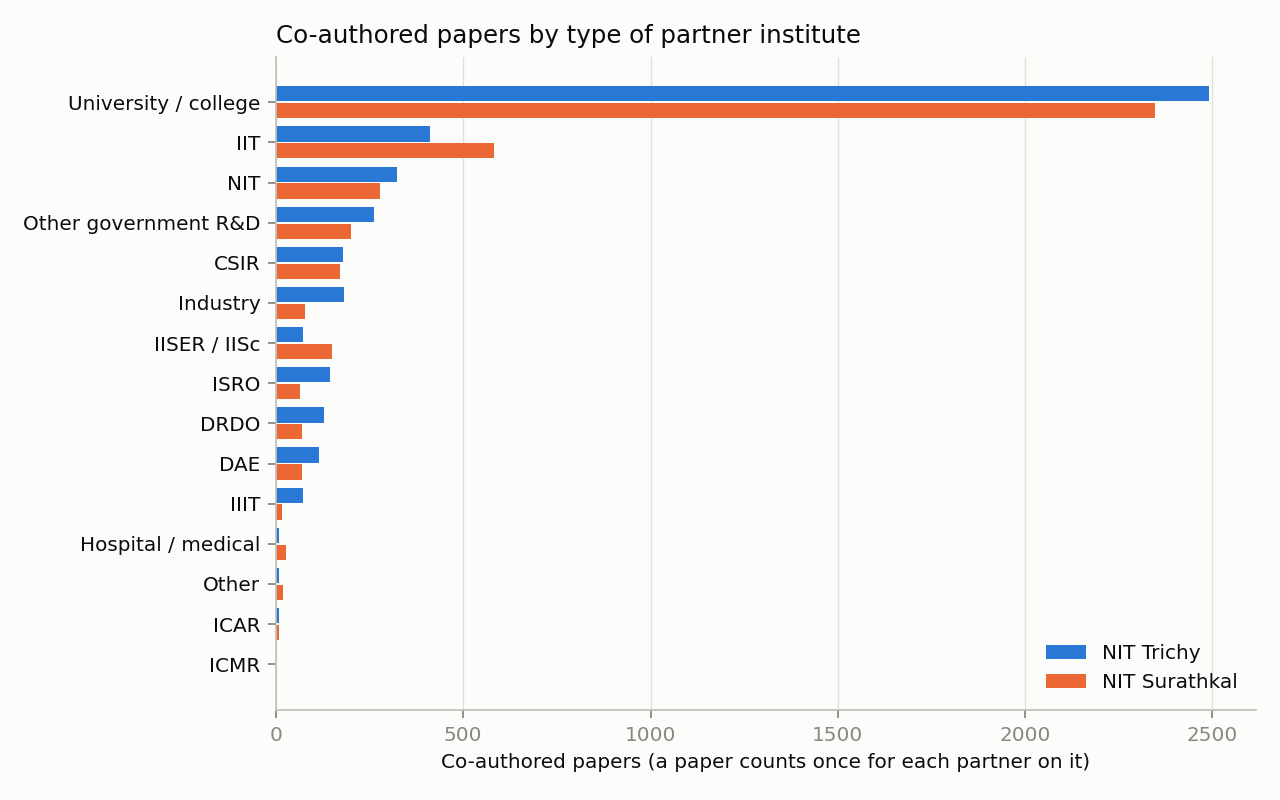 Co-authored papers by type of partner institute
University / college
IIT
NIT
Other government R&D
CSIR
Industry
IISER / IISc
ISRO
DRDO
DAE
IIIT
Hospital / medical
Other
ICAR
ICMR
NIT Trichy
NIT Surathkal
0 500 1000 1500 2000 2500
Co-authored papers (a paper counts once for each partner on it)